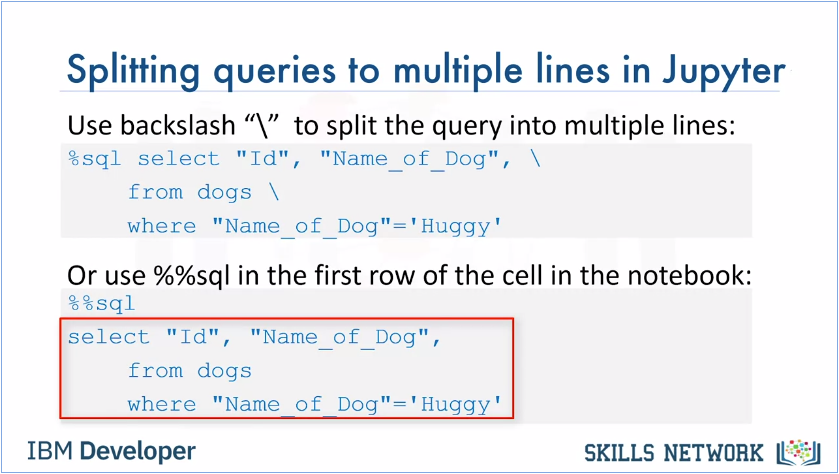 Splitting queries to multiple lines in Jupyter
Use backslash “\” to split the query into multiple lines:
%sql select "Id", "Name_of_Dog", \
from dogs \
where "Name_of_Dog"='Huggy'
Or use %%sql in the first row of the cell in the notebook:
%%sql
select "Id", "Name_of_Dog",
from dogs
where "Name_of_Dog"='Huggy'
IBM Developer
SKILLS NETWORK